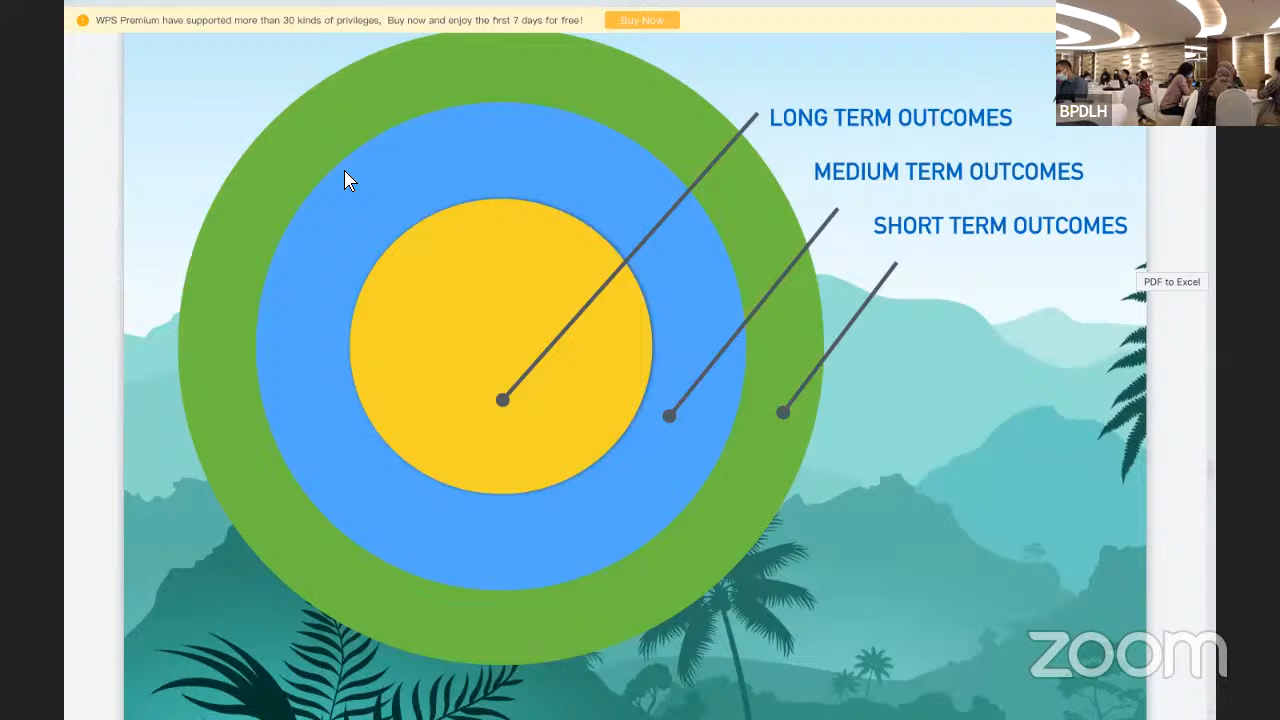 WPS Premium have supported more than 30 kinds of privileges, Buy now and enjoy the first 7 days for free!
Buy Now
BPDLH
LONG TERM OUTCOMES
MEDIUM TERM OUTCOMES
SHORT TERM OUTCOMES
PDF to Excel
zoom